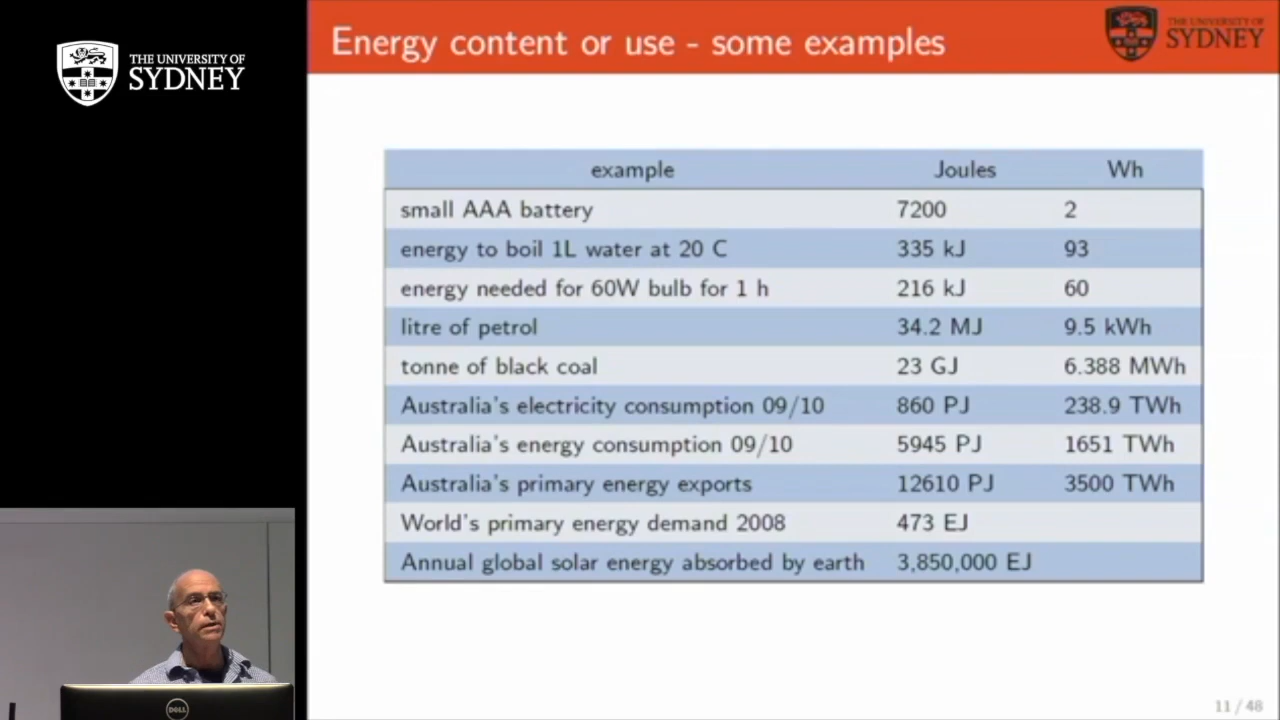 THE UNIVERSITY OF
SYDNEY
Energy content or use - some examples
THE UNIVERSITY OF
SYDNEY
example Joules Wh
small AAA battery 7200 2
energy to boil 1L water at 20 C 335 kJ 93
energy needed for 60W bulb for 1 h 216 kJ 60
litre of petrol 34.2 MJ 9.5 kWh
tonne of black coal 23 GJ 6.388 MWh
Australia's electricity consumption 09/10 860 PJ 238.9 TWh
Australia's energy consumption 09/10 5945 PJ 1651 TWh
Australia's primary energy exports 12610 PJ 3500 TWh
World's primary energy demand 2008 473 EJ
Annual global solar energy absorbed by earth 3,850,000 EJ
DELL
11 / 48